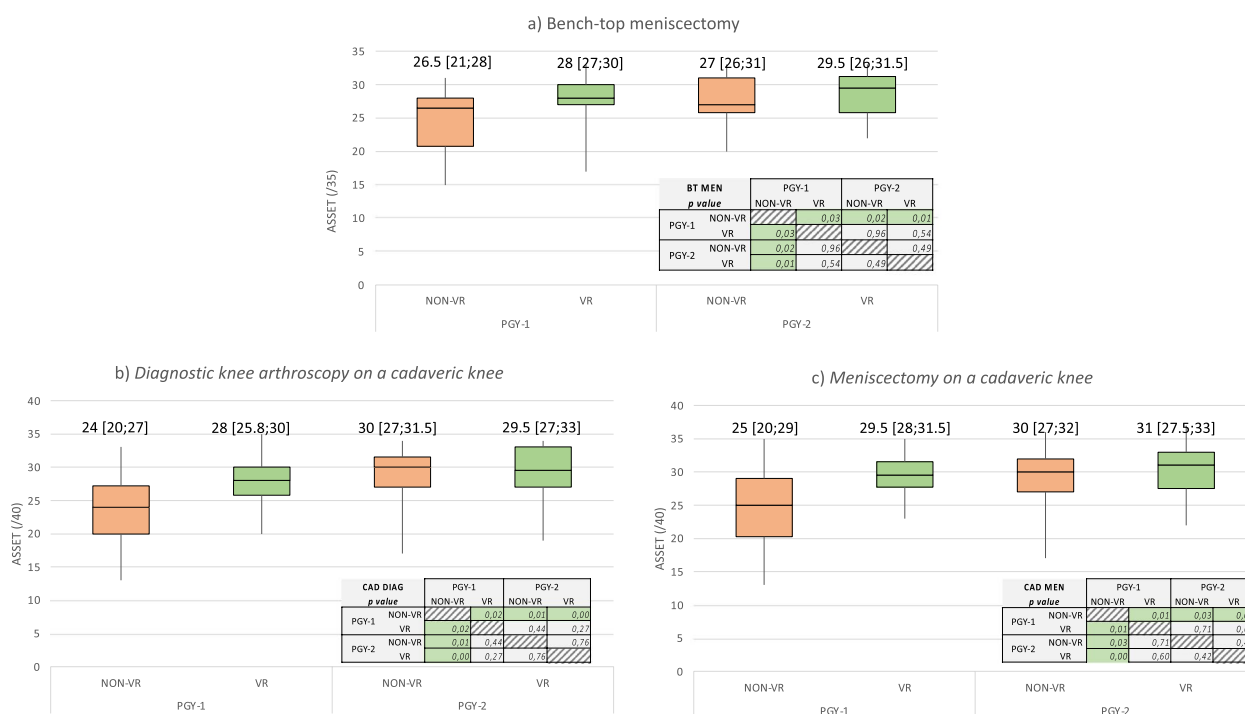 a) Bench-top meniscectomy
35
30
25
20
15
10
5
0
ASSET (/35)
26.5 [21;28]
28 [27;30]
27 [26;31]
29.5 [26;31.5]
BT MEN PGY-1 PGY-2
p value NON-VR VR NON-VR VR
PGY-1 NON-VR 0,03 0,02 0,01
VR 0,03 0,96 0,54
PGY-2 NON-VR 0,02 0,96 0,49
VR 0,01 0,54 0,49
NON-VR VR NON-VR VR
PGY-1 PGY-2
b) Diagnostic knee arthroscopy on a cadaveric knee
40
35
30
25
20
15
10
5
0
ASSET (/40)
24 [20;27]
28 [25.8;30]
30 [27;31.5]
29.5 [27;33]
CAD DIAG PGY-1 PGY-2
p value NON-VR VR NON-VR VR
PGY-1 NON-VR 0,02 0,01 0,00
VR 0,02 0,44 0,27
PGY-2 NON-VR 0,01 0,44 0,76
VR 0,00 0,27 0,76
NON-VR VR NON-VR VR
PGY-1 PGY-2
c) Meniscectomy on a cadaveric knee
40
35
30
25
20
15
10
5
0
ASSET (/40)
25 [20;29]
29.5 [28;31.5]
30 [27;32]
31 [27.5;33]
CAD MEN PGY-1 PGY-2
p value NON-VR VR NON-VR VR
PGY-1 NON-VR 0,01 0,03
VR 0,01 0,71
PGY-2 NON-VR 0,03 0,71
VR 0,00 0,60 0,42
NON-VR VR NON-VR VR
PGY-1 PGY-2